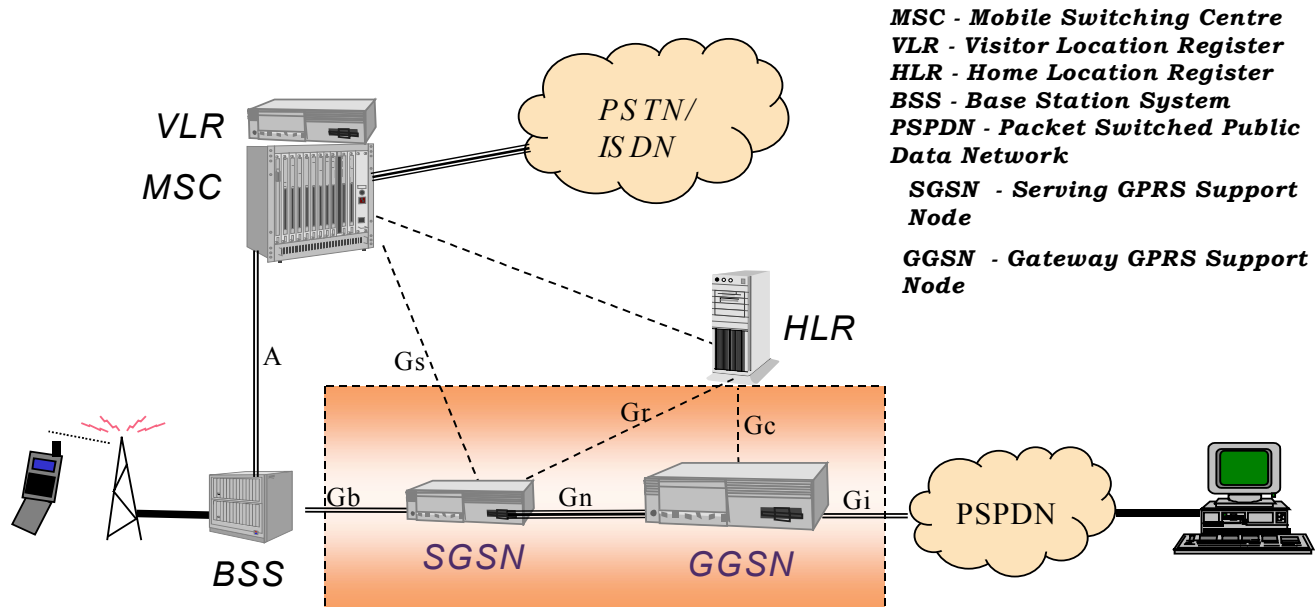 MSC - Mobile Switching Centre
VLR - Visitor Location Register
HLR - Home Location Register
BSS - Base Station System
PSPDN - Packet Switched Public
Data Network
SGSN - Serving GPRS Support
Node
GGSN - Gateway GPRS Support
Node
VLR
MSC
PSTN/
ISDN
HLR
A
Gs
Gr
Gc
Gb
Gn
Gi
PSPDN
SGSN
GGSN
BSS